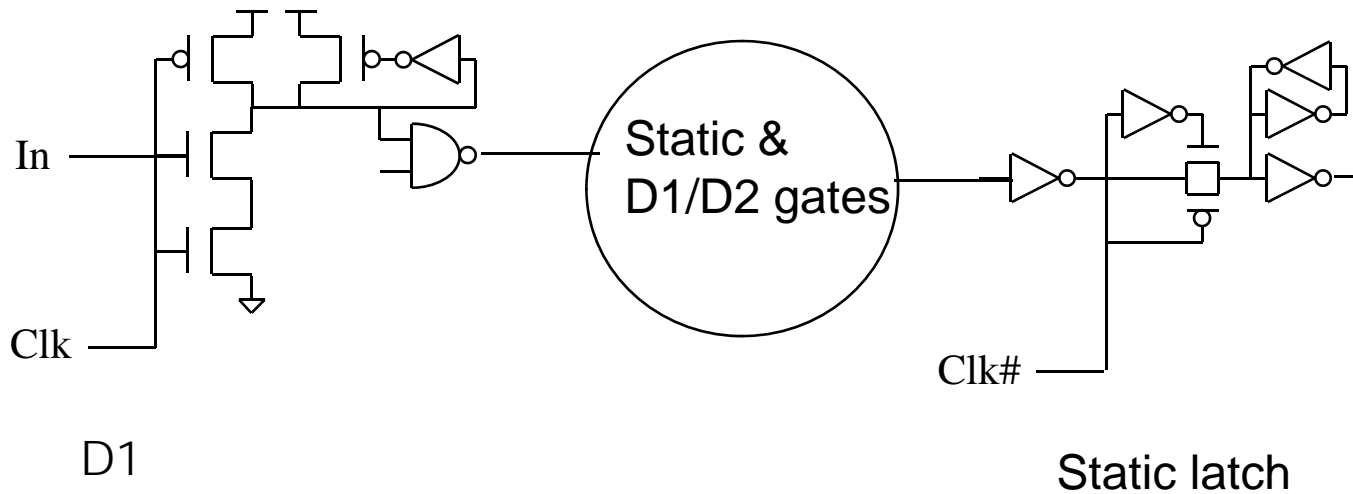 In
Static &
D1/D2 gates
Clk
Clk#
D1
Static latch